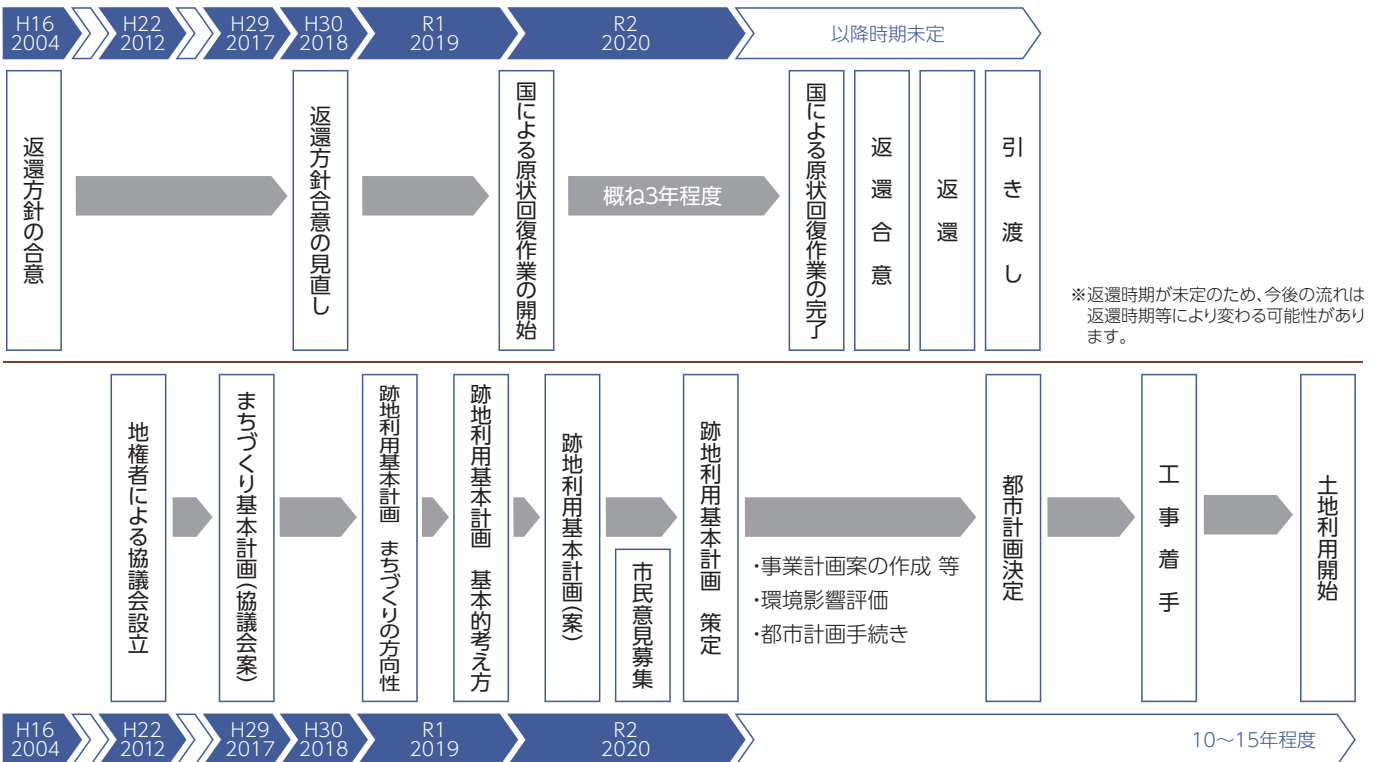 H16
2004
H22
2012
H29
2017
H30
2018
R1
2019
R2
2020
以降時期未定
返還方針の合意
返還方針合意の見直し
国による原状回復作業の開始
概ね3年程度
国による原状回復作業の完了
返還合意
返還
引き渡し
※返還時期が未定のため、今後の流れは
返還時期等により変わる可能性があり
ます。
地権者による協議会設立
まちづくり基本計画(協議会案)
跡地利用基本計画 まちづくりの方向性
跡地利用基本計画 基本的考え方
跡地利用基本計画(案)
市民意見募集
跡地利用基本計画 策定
・事業計画案の作成 等
・環境影響評価
・都市計画手続き
都市計画決定
工事着手
土地利用開始
H16
2004
H22
2012
H29
2017
H30
2018
R1
2019
R2
2020
10〜15年程度